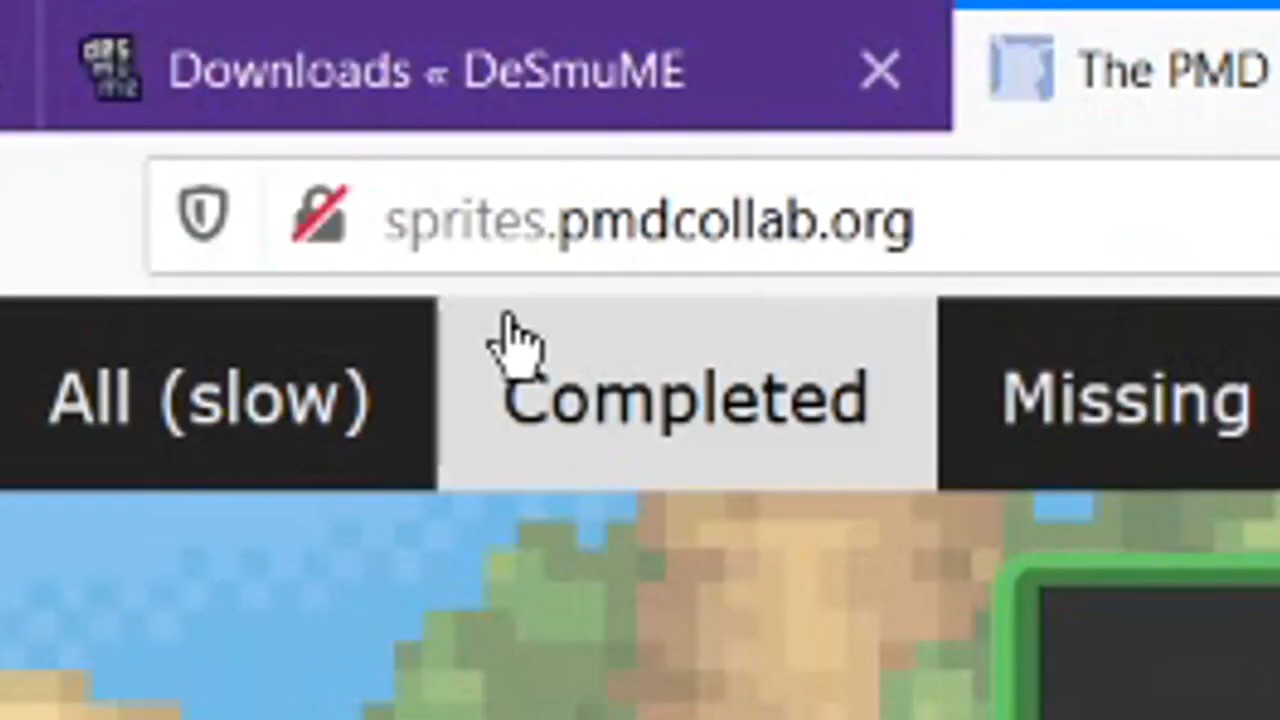 Downloads « DeSmuME
The PMD
sprites.pmdcollab.org
All (slow)
Completed
Missing